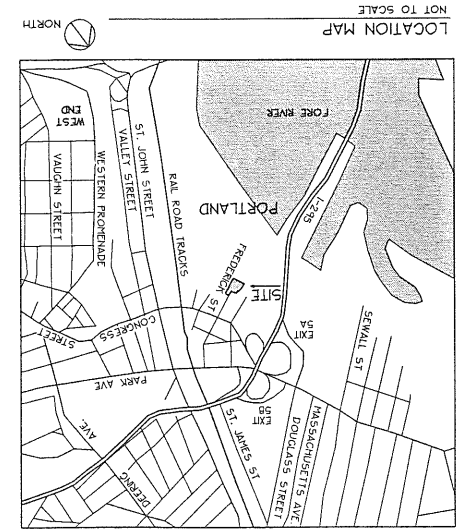 LOCATION MAP
NOT TO SCALE
NORTH
DEERING
AVE.
MASSACHUSETTS AVE
DOUGLASS STREET
ST. JAMES ST
EXIT
5B
PARK AVE
SEWALL ST
EXIT
5A
CONGRESS
STREET
SITE
FREDERICK ST
PORTLAND
I-295
RAIL ROAD TRACKS
ST. JOHN STREET
VALLEY STREET
WESTERN PROMENADE
VAUGHN STREET
WEST
END
FORE RIVER